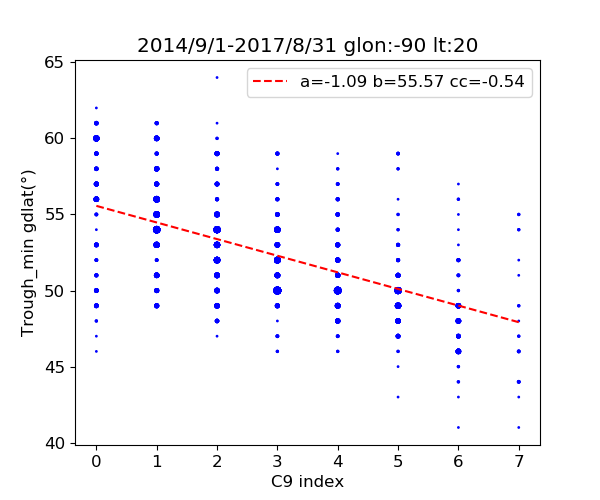 2014/9/1-2017/8/31 glon:-90 lt:20
a=-1.09 b=55.57 cc=-0.54
Trough_min gdlat(°)
65
60
55
50
45
40
0 1 2 3 4 5 6 7
C9 index